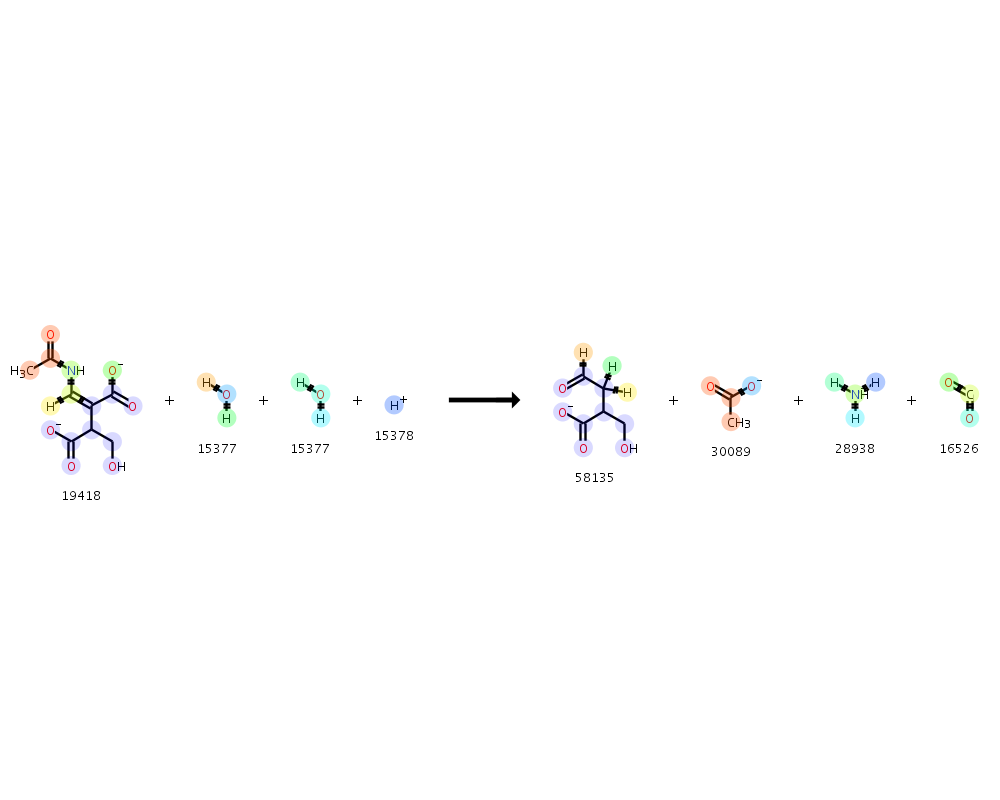 O
H₃C
NH
O⁻
H
O
O⁻
O
OH
19418
+
H
O
H
15377
+
H
O
H
15377
+
H⁺
15378
H
H
O
H
O⁻
O
OH
58135
+
O
O⁻
CH₃
30089
+
H
H
NH
H
28938
+
O
C
O
16526